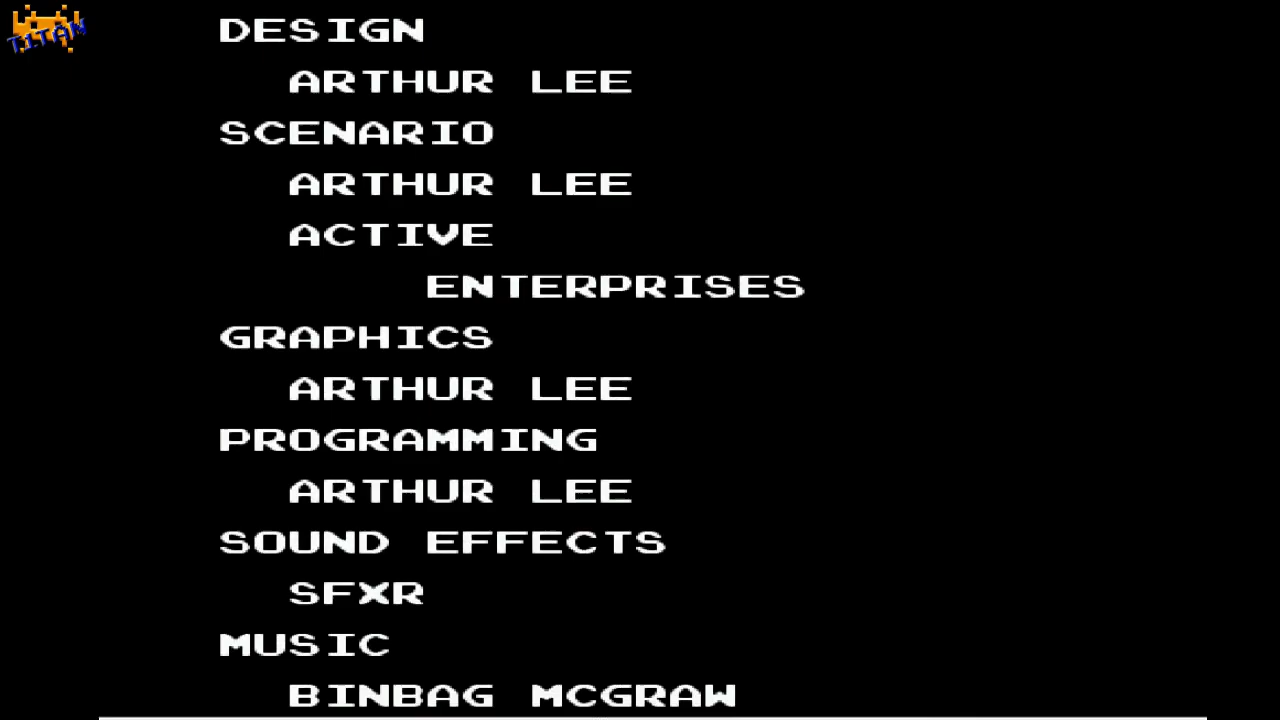 TITAN
DESIGN
ARTHUR LEE
SCENARIO
ARTHUR LEE
ACTIVE
ENTERPRISES
GRAPHICS
ARTHUR LEE
PROGRAMMING
ARTHUR LEE
SOUND EFFECTS
SFXR
MUSIC
BINBAG MCGRAW